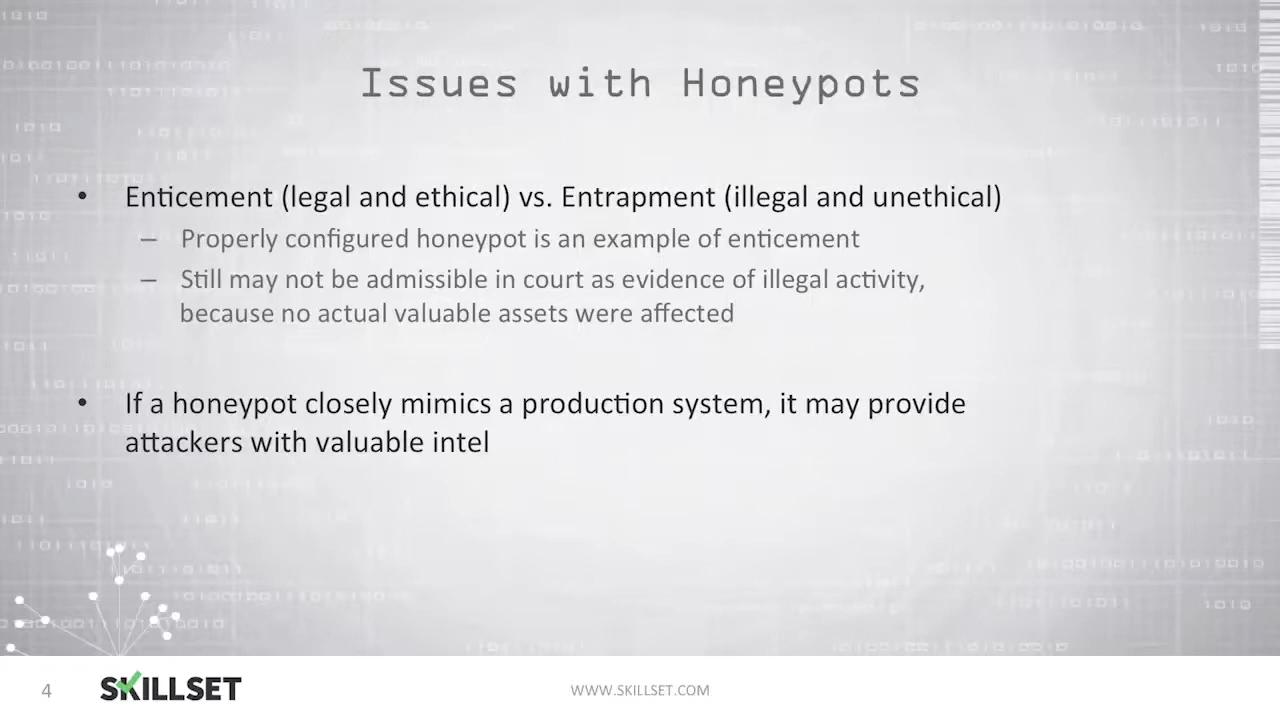 Issues with Honeypots
• Enticement (legal and ethical) vs. Entrapment (illegal and unethical)
– Properly configured honeypot is an example of enticement
– Still may not be admissible in court as evidence of illegal activity,
because no actual valuable assets were affected
• If a honeypot closely mimics a production system, it may provide
attackers with valuable intel
4
SKILLSET
WWW.SKILLSET.COM